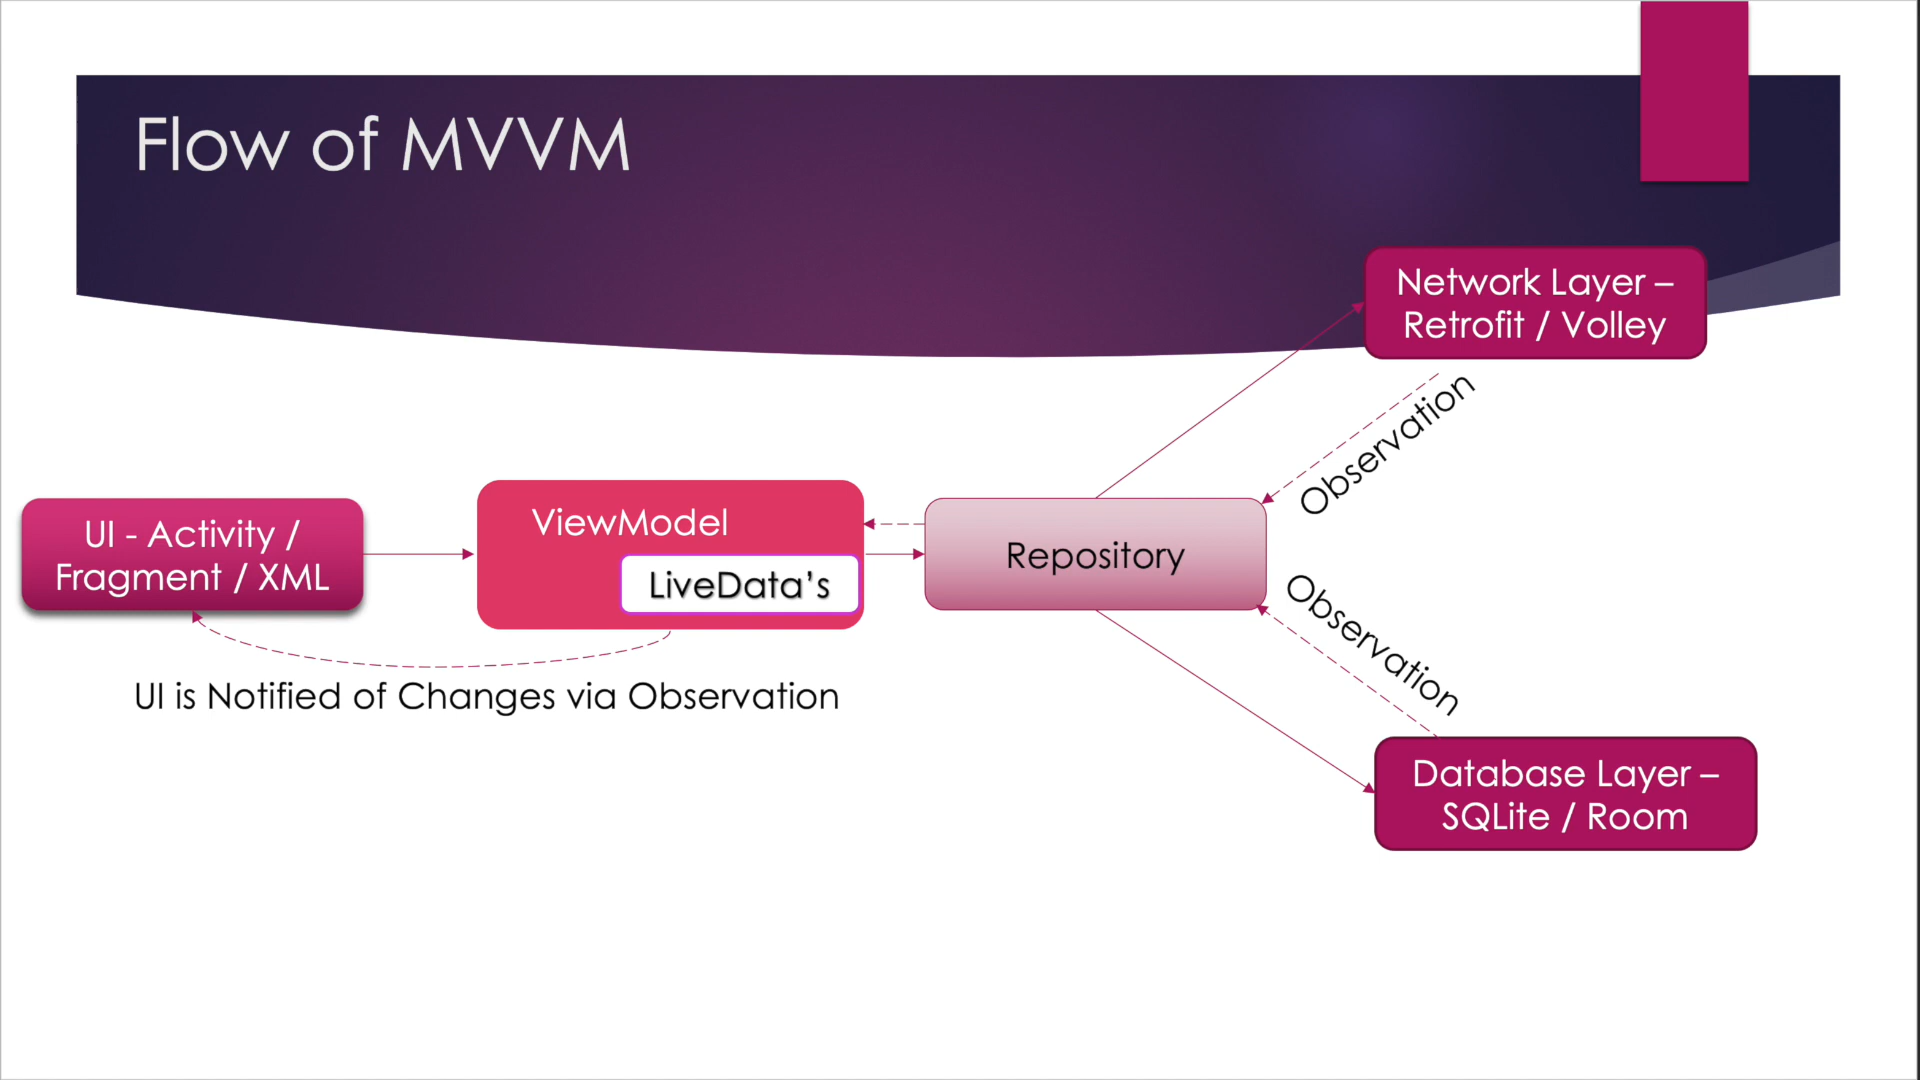 Flow of MVVM
Network Layer –
Retrofit / Volley
Observation
UI - Activity /
Fragment / XML
ViewModel
LiveData’s
Repository
Observation
UI is Notified of Changes via Observation
Database Layer –
SQLite / Room